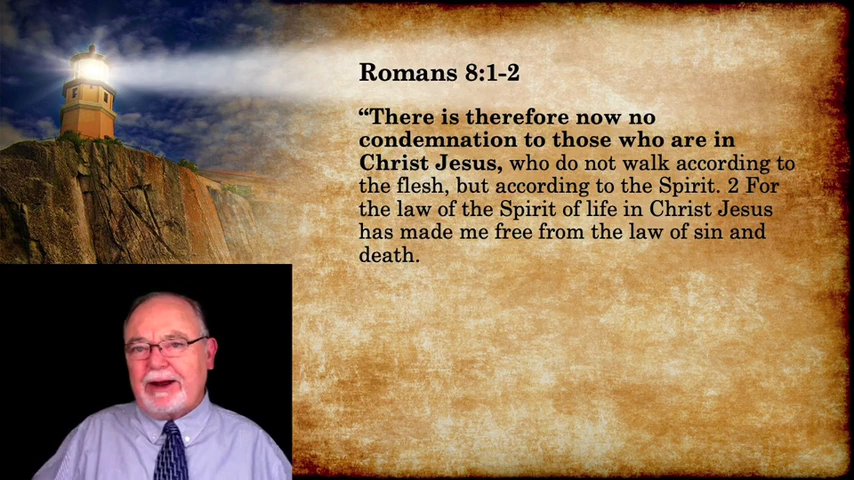 Romans 8:1-2
“There is therefore now no
condemnation to those who are in
Christ Jesus, who do not walk according to
the flesh, but according to the Spirit. 2 For
the law of the Spirit of life in Christ Jesus
has made me free from the law of sin and
death.